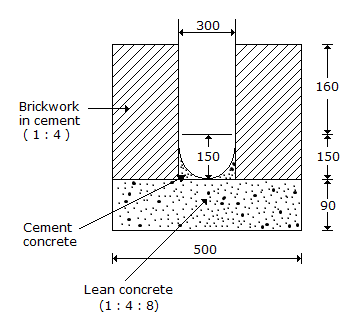 300
160
Brickwork
in cement
( 1 : 4 )
150
150
90
Cement
concrete
500
Lean concrete
(1 : 4 : 8)